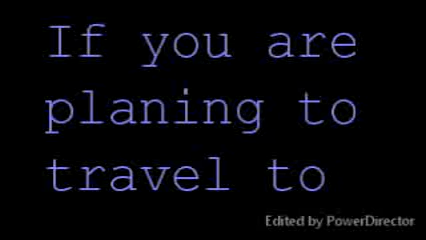 If you are
planing to
travel to
Edited by PowerDirector